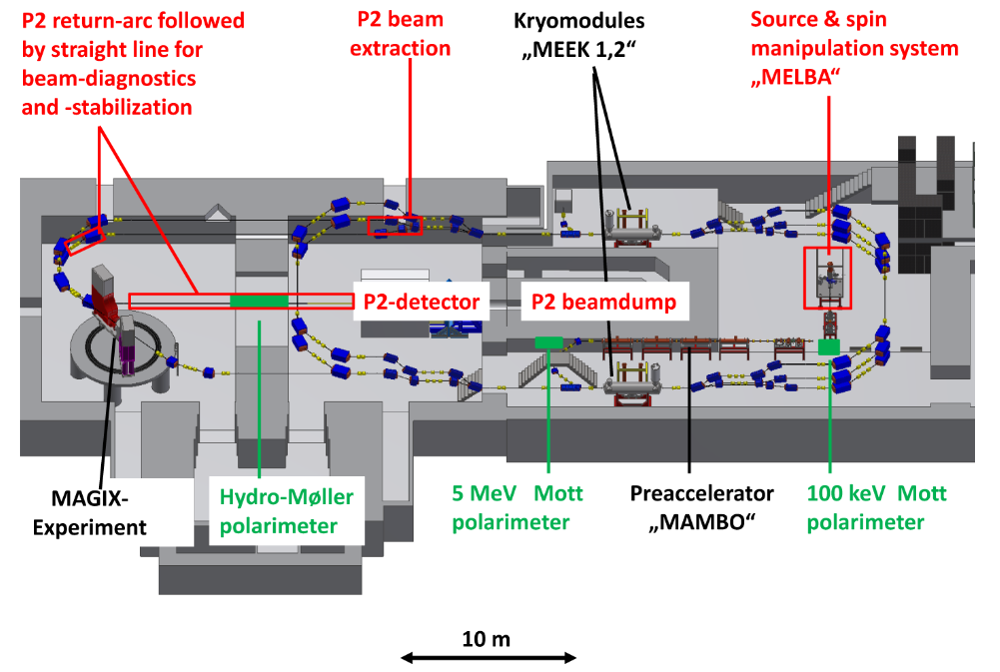 P2 return-arc followed
by straight line for
beam-diagnostics
and -stabilization
P2 beam
extraction
Kryomodules
„MEEK 1,2“
Source & spin
manipulation system
„MELBA“
P2-detector
P2 beamdump
MAGIX-
Experiment
Hydro-Møller
polarimeter
5 MeV Mott
polarimeter
Preaccelerator
„MAMBO“
100 keV Mott
polarimeter
10 m